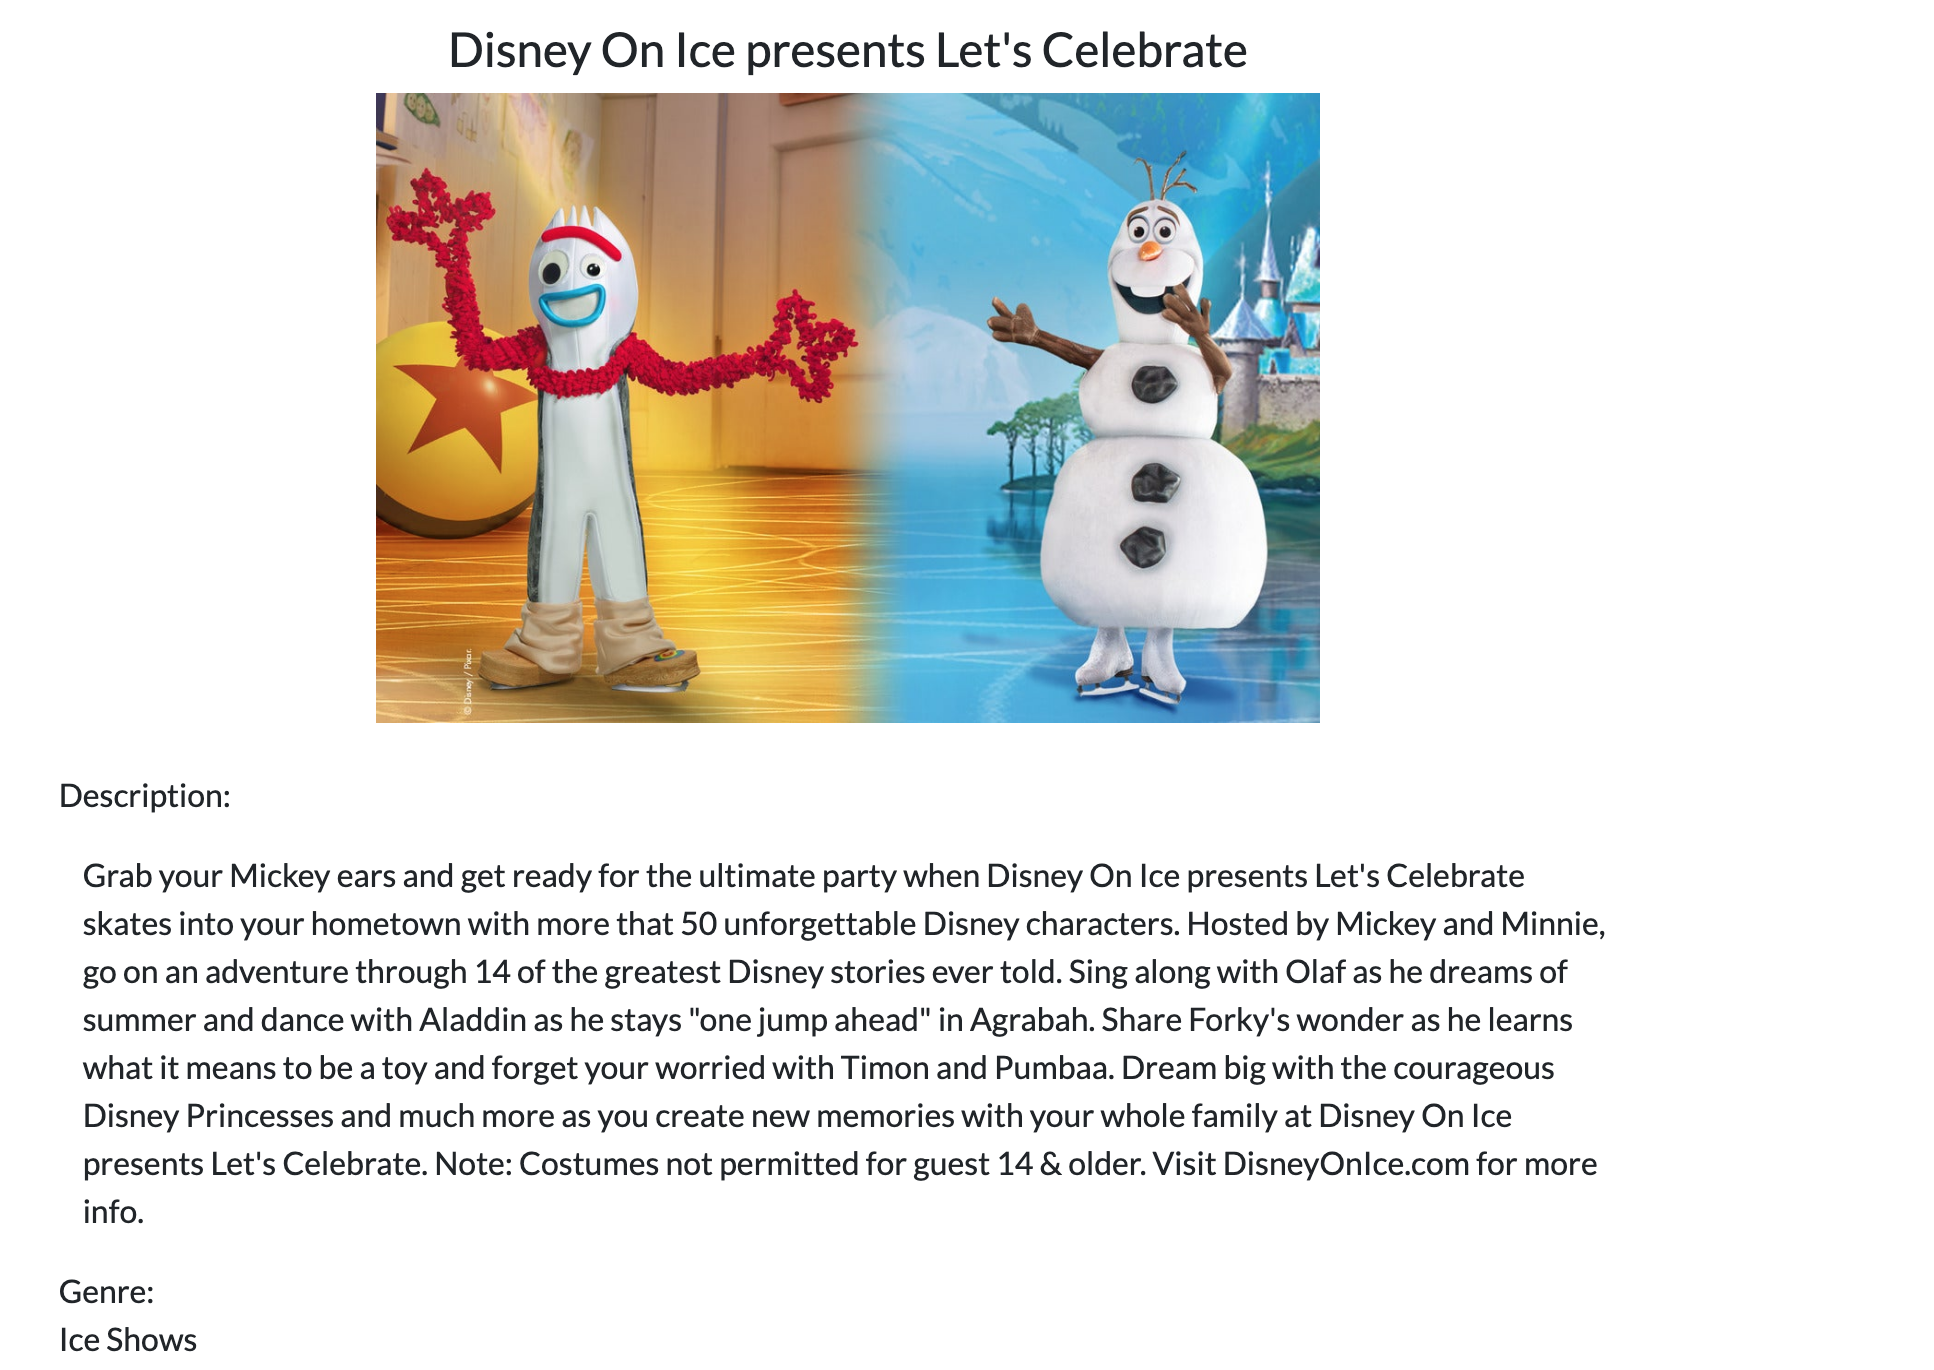 Disney On Ice presents Let's Celebrate
© Disney / Pixar.
Description:
Grab your Mickey ears and get ready for the ultimate party when Disney On Ice presents Let's Celebrate
skates into your hometown with more that 50 unforgettable Disney characters. Hosted by Mickey and Minnie,
go on an adventure through 14 of the greatest Disney stories ever told. Sing along with Olaf as he dreams of
summer and dance with Aladdin as he stays "one jump ahead" in Agrabah. Share Forky's wonder as he learns
what it means to be a toy and forget your worried with Timon and Pumbaa. Dream big with the courageous
Disney Princesses and much more as you create new memories with your whole family at Disney On Ice
presents Let's Celebrate. Note: Costumes not permitted for guest 14 & older. Visit DisneyOnIce.com for more
info.
Genre:
Ice Shows